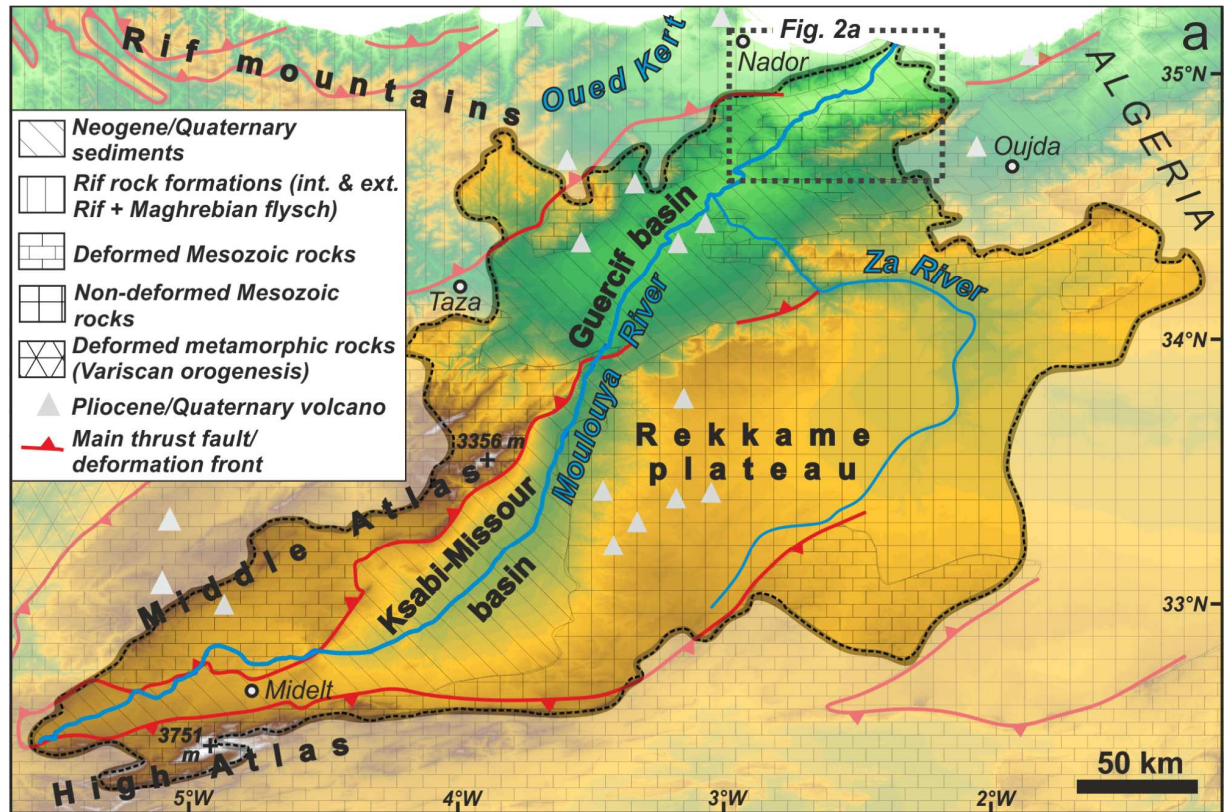 a
Fig. 2a
Nador
Rif mountains
Oued Kert
ALGERIA
35°N
Oujda
Neogene/Quaternary
sediments
Rif rock formations (int. & ext.
Rif + Maghrebian flysch)
Deformed Mesozoic rocks
Non-deformed Mesozoic
rocks
Deformed metamorphic rocks
(Variscan orogenesis)
Pliocene/Quaternary volcano
Main thrust fault/
deformation front
Guercif basin
Za River
Taza
34°N
Moulouya River
3356 m
Rekkame
plateau
Middle Atlas
Ksabi-Missour
basin
33°N
Midelt
3751
m
High Atlas
50 km
5°W
4°W
3°W
2°W